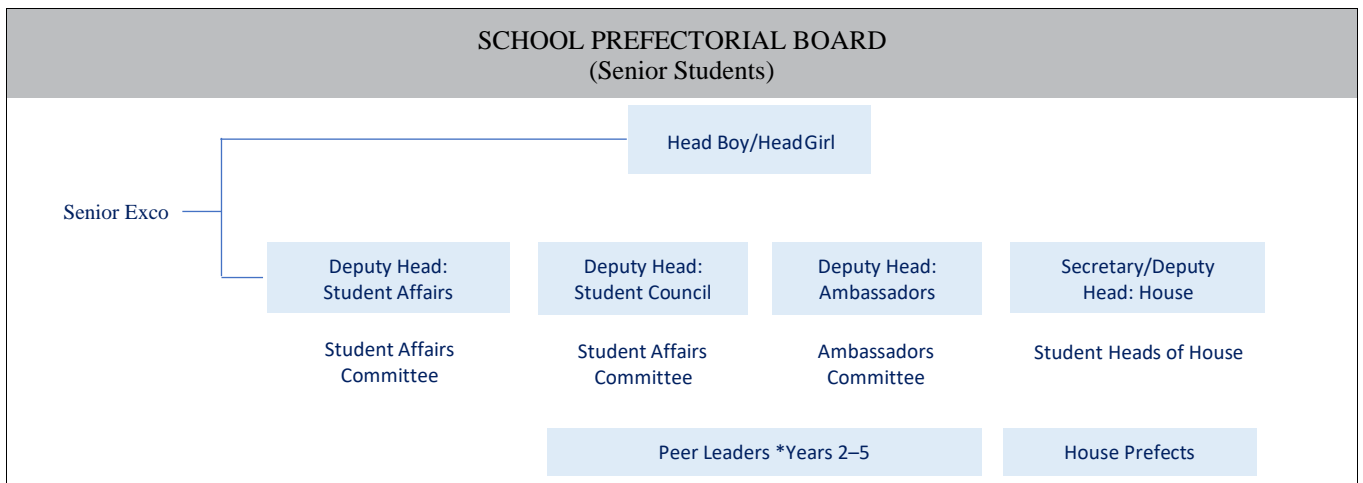 SCHOOL PREFECTORIAL BOARD
(Senior Students)
Head Boy/HeadGirl
Senior Exco
Deputy Head:
Student Affairs
Deputy Head:
Student Council
Deputy Head:
Ambassadors
Secretary/Deputy
Head: House
Student Affairs
Committee
Student Affairs
Committee
Ambassadors
Committee
Student Heads of House
Peer Leaders *Years 2–5
House Prefects